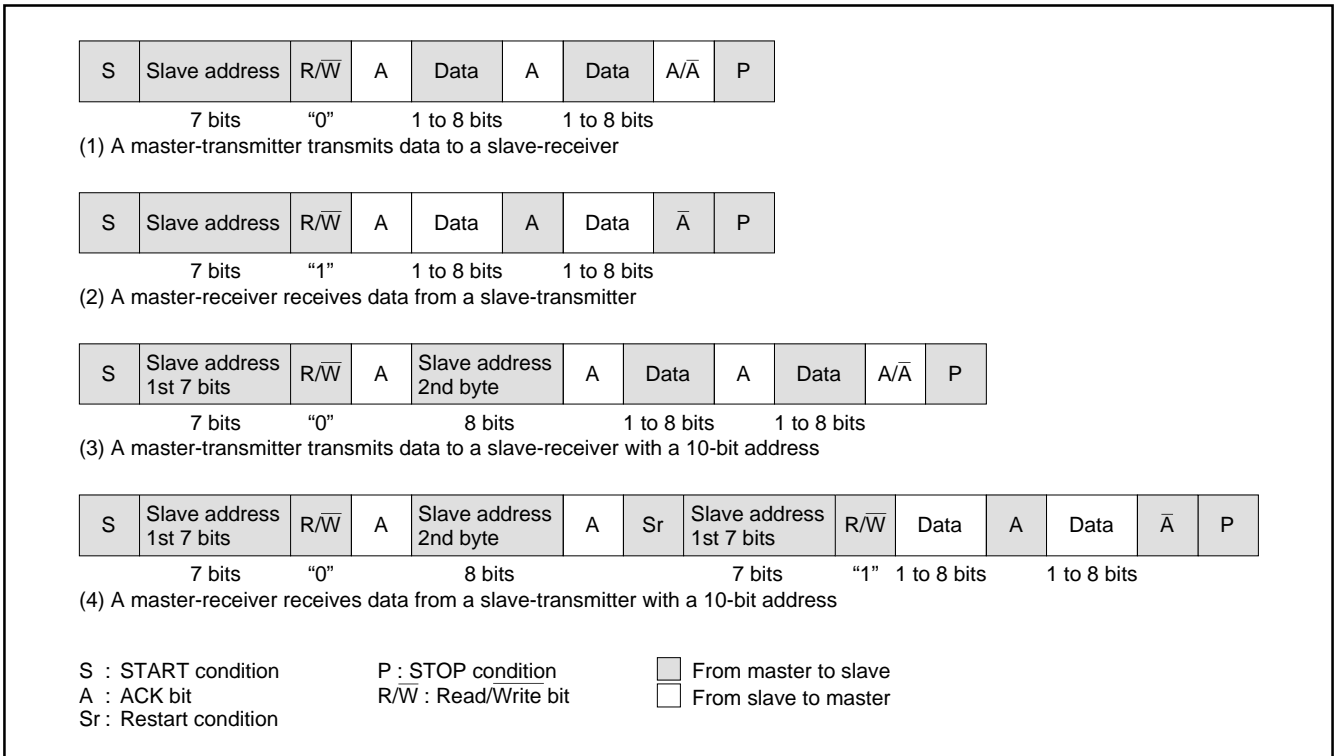 S Slave address R/W̅ A Data A Data A/A̅ P
7 bits “0” 1 to 8 bits 1 to 8 bits
(1) A master-transmitter transmits data to a slave-receiver
S Slave address R/W̅ A Data A Data A̅ P
7 bits “1” 1 to 8 bits 1 to 8 bits
(2) A master-receiver receives data from a slave-transmitter
S Slave address 1st 7 bits R/W̅ A Slave address 2nd byte A Data A Data A/A̅ P
7 bits “0” 8 bits 1 to 8 bits 1 to 8 bits
(3) A master-transmitter transmits data to a slave-receiver with a 10-bit address
S Slave address 1st 7 bits R/W̅ A Slave address 2nd byte A Sr Slave address 1st 7 bits R/W̅ Data A Data A̅ P
7 bits “0” 8 bits 7 bits “1” 1 to 8 bits 1 to 8 bits
(4) A master-receiver receives data from a slave-transmitter with a 10-bit address
S : START condition P : STOP condition From master to slave
A : ACK bit R/W̅ : Read/W̅r̅i̅t̅e̅ bit From slave to master
Sr : Restart condition